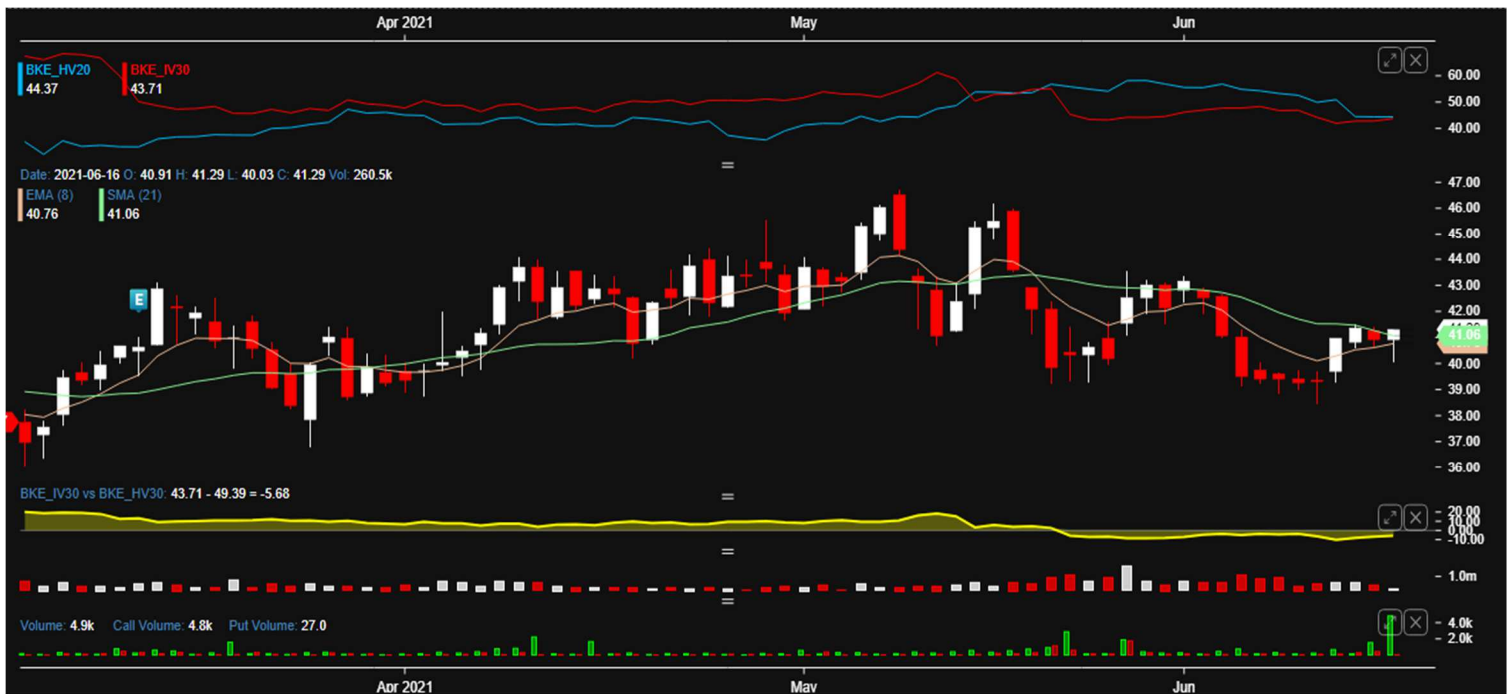 Apr 2021 May Jun
BKE_HV20 BKE_IV30
44.37 43.71
60.00
50.00
40.00
Date: 2021-06-16 O: 40.91 H: 41.29 L: 40.03 C: 41.29 Vol: 260.5k
EMA (8) SMA (21)
40.76 41.06
47.00
46.00
45.00
44.00
43.00
42.00
E
41.06
40.00
39.00
38.00
37.00
36.00
BKE_IV30 vs BKE_HV30: 43.71 - 49.39 = -5.68
20.00
10.00
0.00
-10.00
1.0m
Volume: 4.9k Call Volume: 4.8k Put Volume: 27.0
4.0k
2.0k
Apr 2021 May Jun